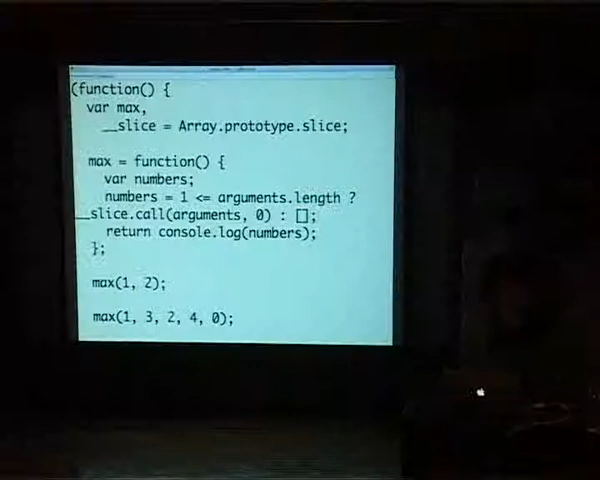 (function() {
var max,
__slice = Array.prototype.slice;
max = function() {
var numbers;
numbers = 1 <= arguments.length ?
__slice.call(arguments, 0) : [];
return console.log(numbers);
};
max(1, 2);
max(1, 3, 2, 4, 0);